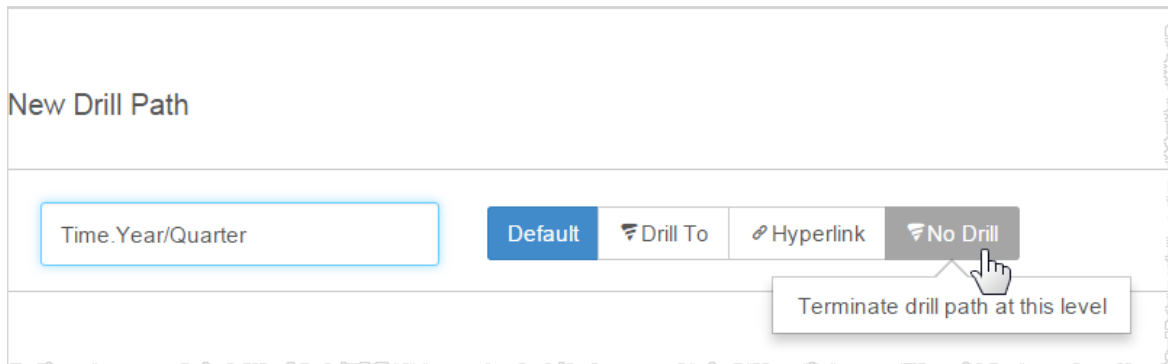 New Drill Path
Time.Year/Quarter
Default Drill To Hyperlink No Drill
Terminate drill path at this level